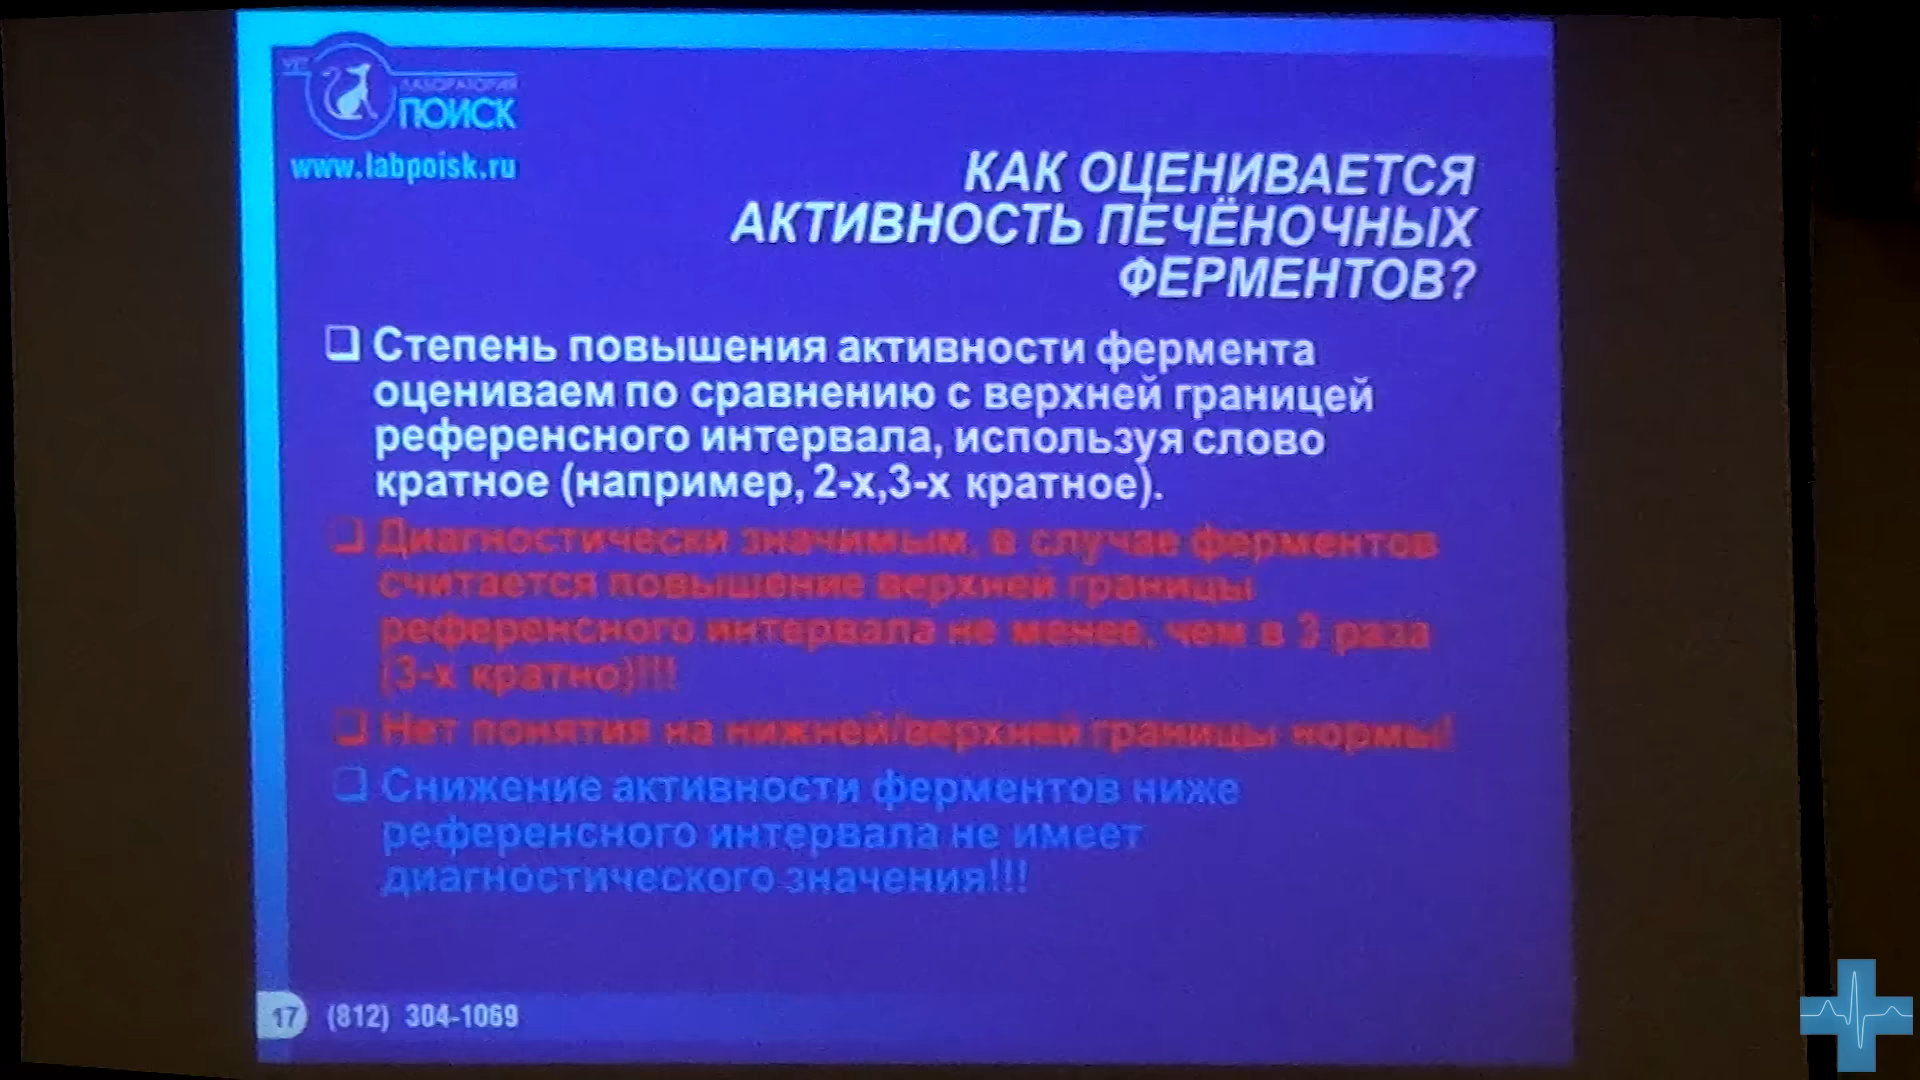 VET
ЛАБОРАТОРИЯ
ПОИСК
www.labpoisk.ru
КАК ОЦЕНИВАЕТСЯ
АКТИВНОСТЬ ПЕЧЁНОЧНЫХ
ФЕРМЕНТОВ?
❑ Степень повышения активности фермента
оцениваем по сравнению с верхней границей
референсного интервала, используя слово
кратное (например, 2-х,3-х кратное).
❑ Диагностически значимым, в случае ферментов
считается повышение верхней границы
референсного интервала не менее, чем в 3 раза
(3-х кратно)!!!
❑ Нет понятия на нижней/верхней границы нормы!
❑ Снижение активности ферментов ниже
референсного интервала не имеет
диагностического значения!!!
17 (812) 304-1069